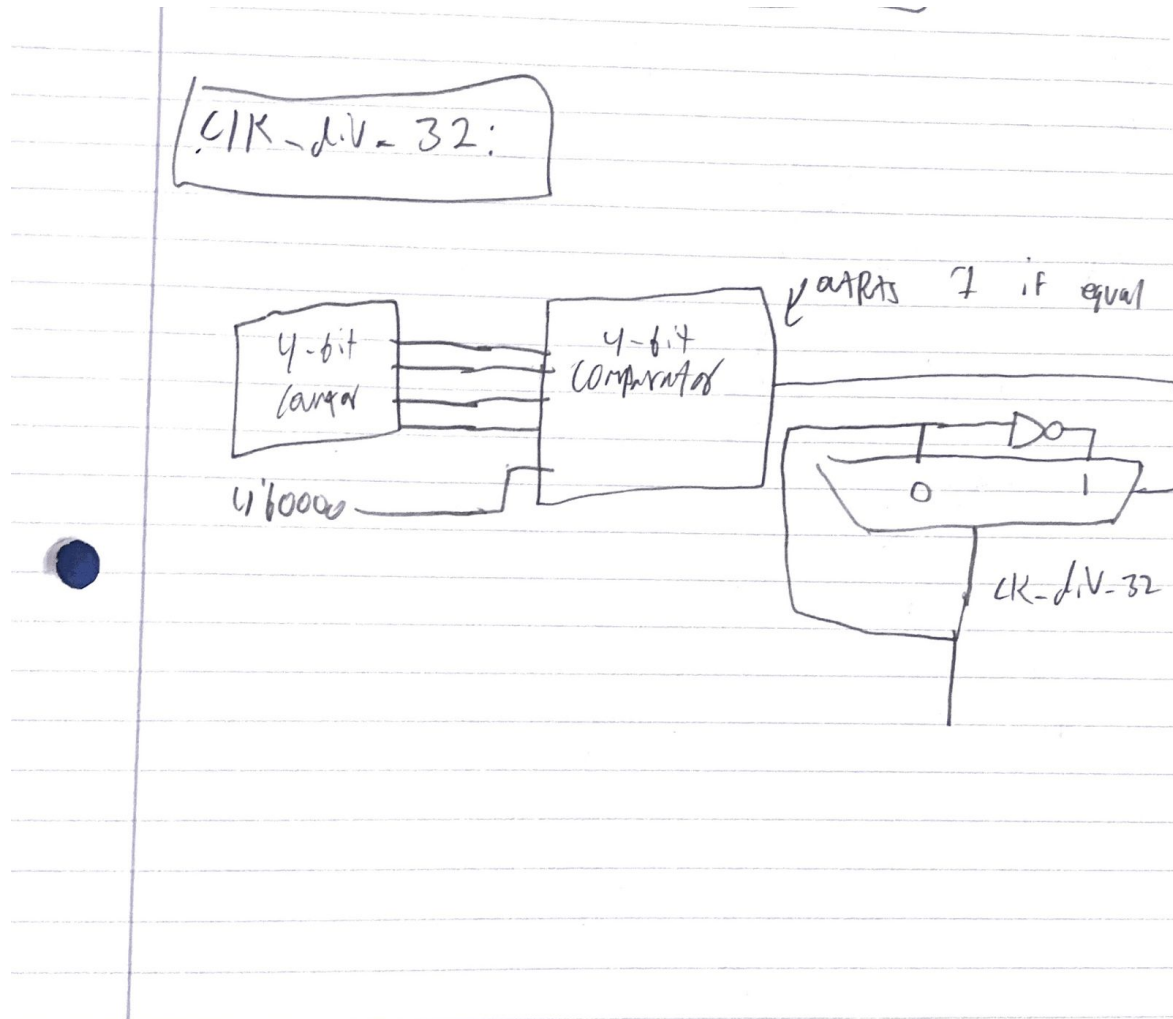 CLK_div_32:
outputs 1 if equal
4-bit
counter
4-bit
comparator
4'b0000
0 1
clk_div_32